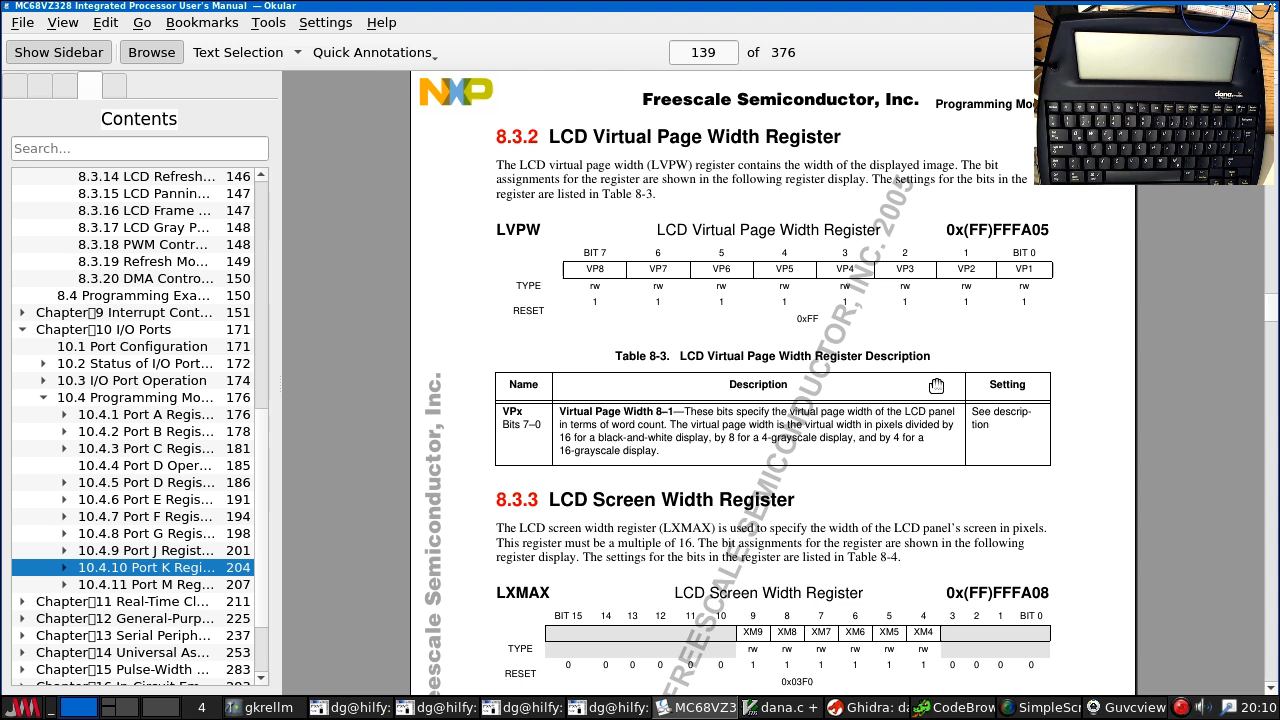 MC68VZ328 Integrated Processor User's Manual — Okular
File View Edit Go Bookmarks Tools Settings Help
Show Sidebar Browse Text Selection Quick Annotations 139 of 376
Contents
Search...
8.3.14 LCD Refresh... 146
8.3.15 LCD Pannin... 147
8.3.16 LCD Frame ... 147
8.3.17 LCD Gray P... 148
8.3.18 PWM Contr... 148
8.3.19 Refresh Mo... 149
8.3.20 DMA Contro... 150
8.4 Programming Exa... 150
Chapter 9 Interrupt Cont... 151
Chapter 10 I/O Ports 171
10.1 Port Configuration 171
10.2 Status of I/O Port... 172
10.3 I/O Port Operation 174
10.4 Programming Mo... 176
10.4.1 Port A Regis... 176
10.4.2 Port B Regis... 178
10.4.3 Port C Regis... 181
10.4.4 Port D Oper... 185
10.4.5 Port D Regis... 186
10.4.6 Port E Regis... 191
10.4.7 Port F Regis... 194
10.4.8 Port G Regis... 198
10.4.9 Port J Regist... 201
10.4.10 Port K Regi... 204
10.4.11 Port M Reg... 207
Chapter 11 Real-Time Cl... 211
Chapter 12 General-Purp... 225
Chapter 13 Serial Periph... 237
Chapter 14 Universal As... 253
Chapter 15 Pulse-Width ... 283
NXP
Freescale Semiconductor, Inc. Programming Mo
8.3.2 LCD Virtual Page Width Register
The LCD virtual page width (LVPW) register contains the width of the displayed image. The bit
assignments for the register are shown in the following register display. The settings for the bits in the
register are listed in Table 8-3.
LVPW LCD Virtual Page Width Register 0x(FF)FFFA05
BIT 7 6 5 4 3 2 1 BIT 0
VP8 VP7 VP6 VP5 VP4 VP3 VP2 VP1
TYPE rw rw rw rw rw rw rw rw
RESET 1 1 1 1 1 1 1 1
0xFF
Table 8-3. LCD Virtual Page Width Register Description
Name Description Setting
VPx Bits 7–0
Virtual Page Width 8–1—These bits specify the virtual page width of the LCD panel
in terms of word count. The virtual page width is the virtual width in pixels divided by
16 for a black-and-white display, by 8 for a 4-grayscale display, and by 4 for a
16-grayscale display.
See descrip-
tion
8.3.3 LCD Screen Width Register
The LCD screen width register (LXMAX) is used to specify the width of the LCD panel's screen in pixels.
This register must be a multiple of 16. The bit assignments for the register are shown in the following
register display. The settings for the bits in the register are listed in Table 8-4.
LXMAX LCD Screen Width Register 0x(FF)FFFA08
BIT 15 14 13 12 11 10 9 8 7 6 5 4 3 2 1 BIT 0
XM9 XM8 XM7 XM6 XM5 XM4
TYPE rw rw rw rw rw rw
RESET 0 0 0 0 0 0 1 1 1 1 1 1 0 0 0 0
0x03F0
eescale Semiconductor, Inc.
FREESCALE SEMICONDUCTOR, INC. 2005
dana
4 gkrellm dg@hilfy: dg@hilfy: dg@hilfy: dg@hilfy: MC68VZ3 dana.c + Ghidra: da CodeBrow SimpleScr Guvcview 20:10